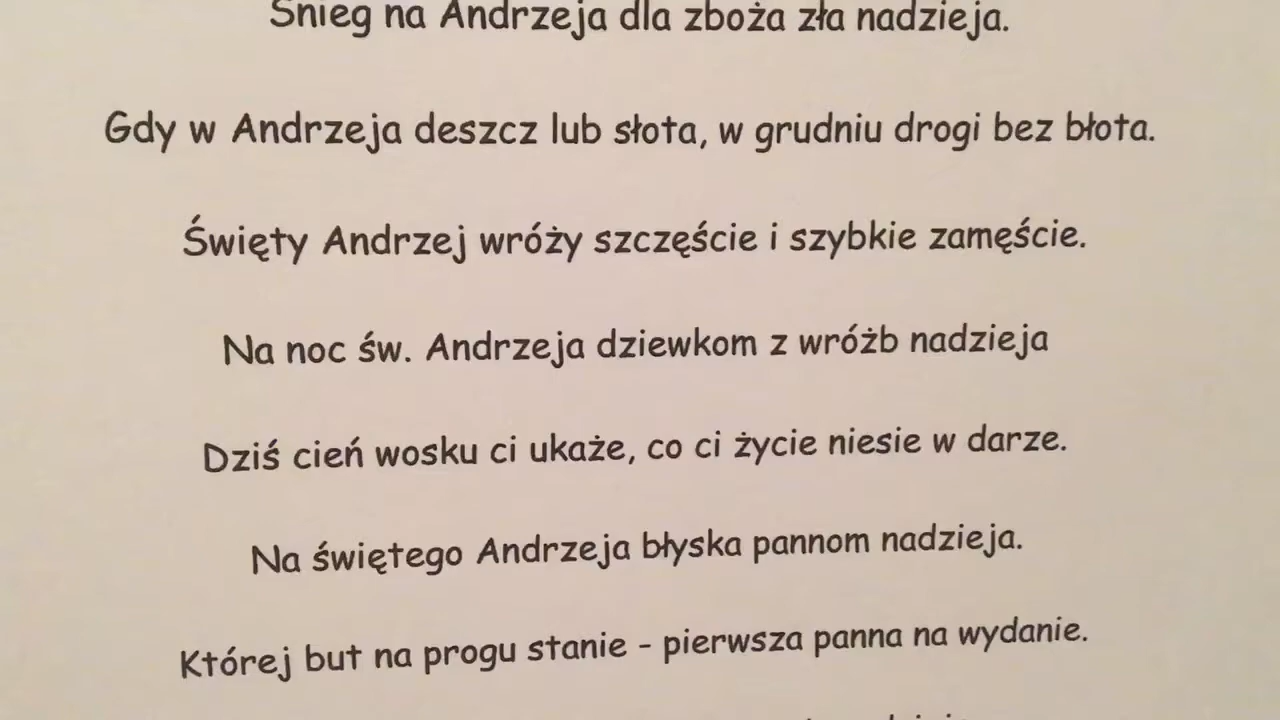 Śnieg na Andrzeja dla zboża zła nadzieja.
Gdy w Andrzeja deszcz lub słota, w grudniu drogi bez błota.
Święty Andrzej wróży szczęście i szybkie zamęście.
Na noc św. Andrzeja dziewkom z wróżb nadzieja
Dziś cień wosku ci ukaże, co ci życie niesie w darze.
Na świętego Andrzeja błyska pannom nadzieja.
Której but na progu stanie - pierwsza panna na wydanie.